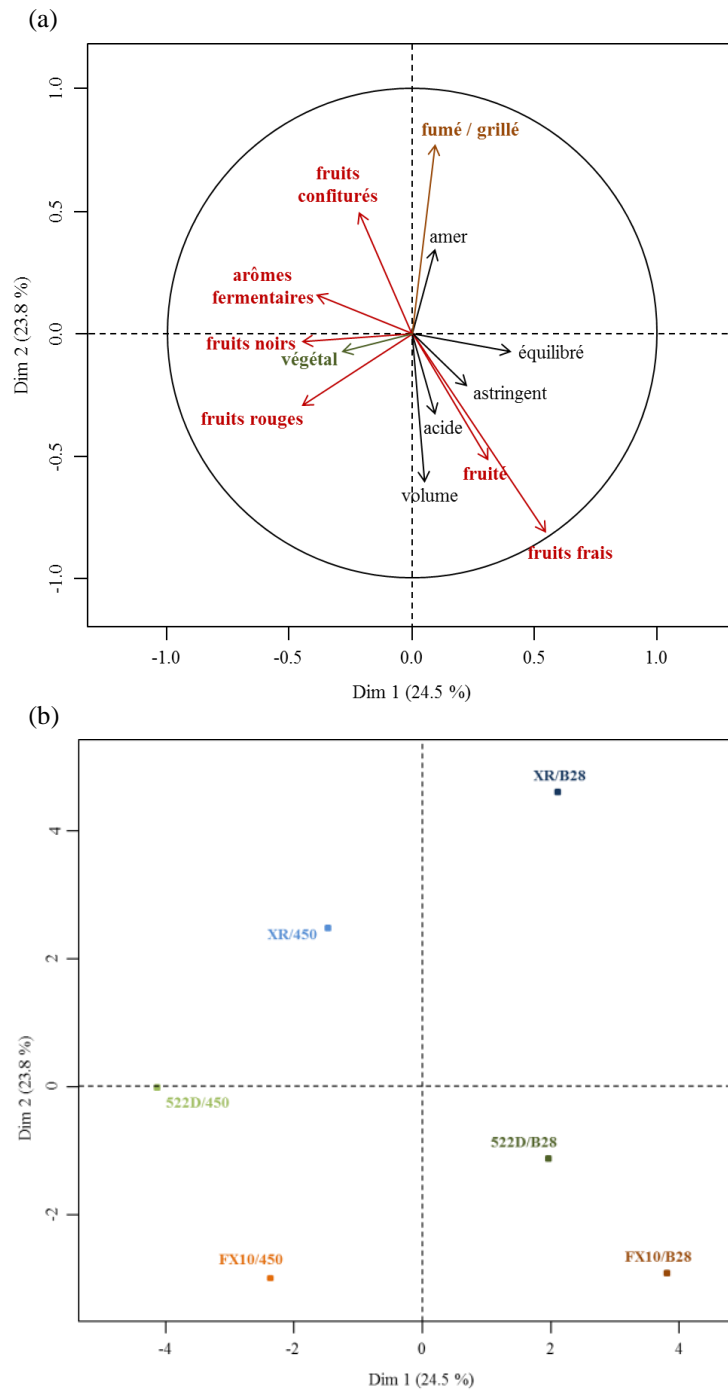 (a)
1.0
0.5
0.0
-0.5
-1.0
Dim 2 (23.8 %)
fumé / grillé
fruits
confiturés
amer
arômes
fermentaires
fruits noirs
végétal
équilibré
astringent
fruits rouges
acide
fruité
volume
fruits frais
-1.0
-0.5
0.0
0.5
1.0
Dim 1 (24.5 %)
(b)
4
2
0
-2
Dim 2 (23.8 %)
XR/B28
XR/450
522D/450
522D/B28
FX10/450
FX10/B28
-4
-2
0
2
4
Dim 1 (24.5 %)